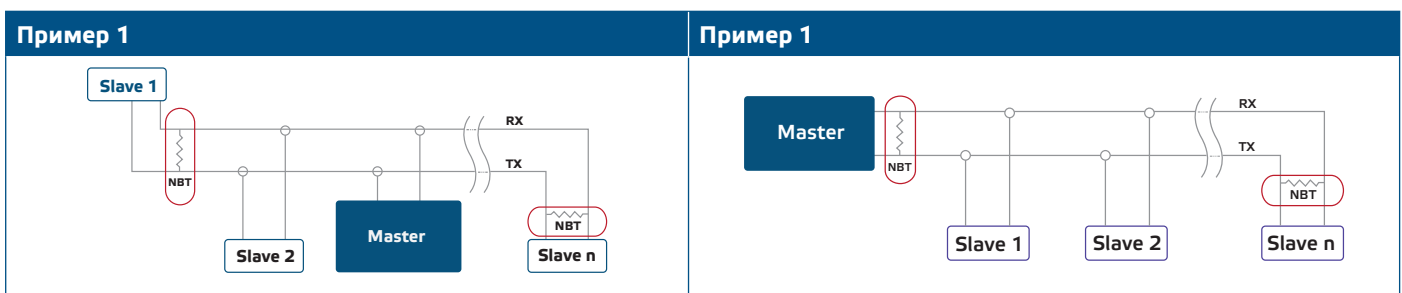 Пример 1
Slave 1
RX
TX
NBT
NBT
Master
Slave 2
Slave n
Пример 1
Master
RX
TX
NBT
NBT
Slave 1
Slave 2
Slave n